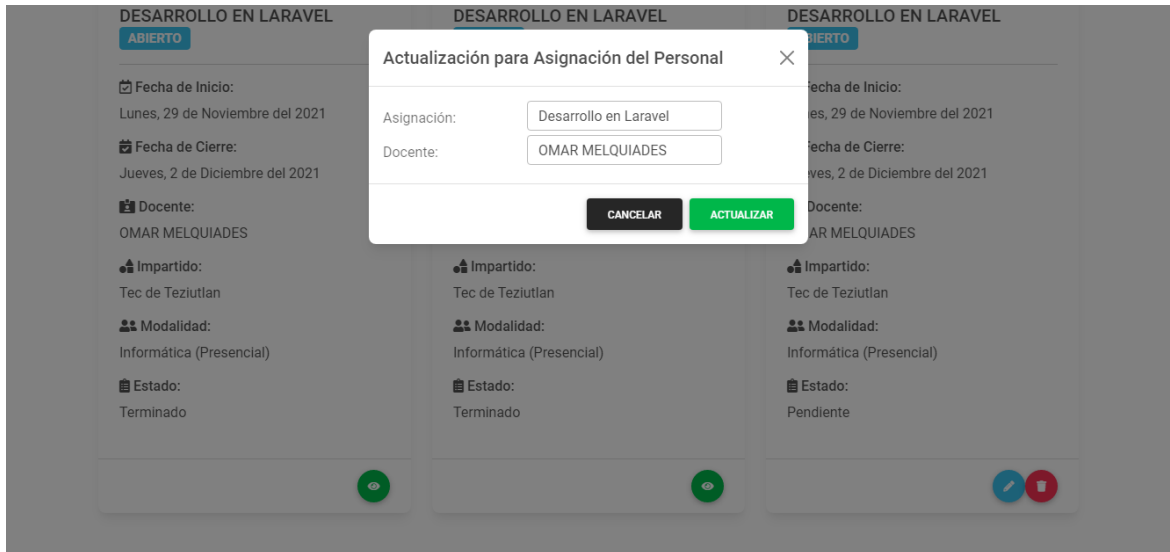 DESARROLLO EN LARAVEL
ABIERTO
Fecha de Inicio:
Lunes, 29 de Noviembre del 2021
Fecha de Cierre:
Jueves, 2 de Diciembre del 2021
Docente:
OMAR MELQUIADES
Impartido:
Tec de Teziutlan
Modalidad:
Informática (Presencial)
Estado:
Terminado
DESARROLLO EN LARAVEL
Actualización para Asignación del Personal
Asignación:
Desarrollo en Laravel
Docente:
OMAR MELQUIADES
CANCELAR
ACTUALIZAR
Impartido:
Tec de Teziutlan
Modalidad:
Informática (Presencial)
Estado:
Terminado
DESARROLLO EN LARAVEL
BIERTO
Fecha de Inicio:
es, 29 de Noviembre del 2021
Fecha de Cierre:
ves, 2 de Diciembre del 2021
Docente:
AR MELQUIADES
Impartido:
Tec de Teziutlan
Modalidad:
Informática (Presencial)
Estado:
Pendiente